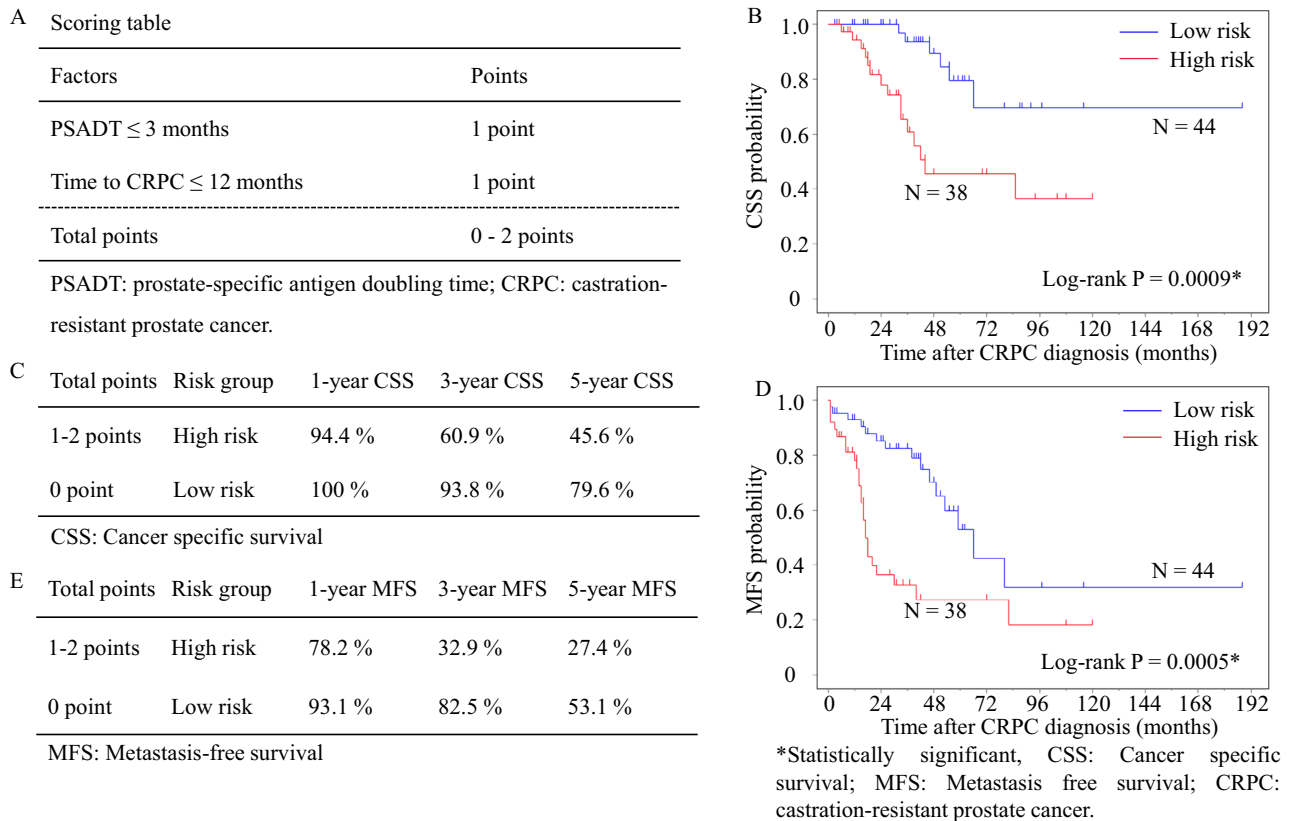 A
Scoring table
Factors Points
PSADT ≤ 3 months 1 point
Time to CRPC ≤ 12 months 1 point
Total points 0 - 2 points
PSADT: prostate-specific antigen doubling time; CRPC: castration-
resistant prostate cancer.
B
1.0
0.8
0.6
0.4
0.2
0
CSS probability
Low risk
High risk
N = 44
N = 38
Log-rank P = 0.0009*
0 24 48 72 96 120 144 168 192
Time after CRPC diagnosis (months)
C
Total points Risk group 1-year CSS 3-year CSS 5-year CSS
1-2 points High risk 94.4 % 60.9 % 45.6 %
0 point Low risk 100 % 93.8 % 79.6 %
CSS: Cancer specific survival
D
1.0
0.8
0.6
0.4
0.2
0
MFS probability
Low risk
High risk
N = 44
N = 38
Log-rank P = 0.0005*
0 24 48 72 96 120 144 168 192
Time after CRPC diagnosis (months)
E
Total points Risk group 1-year MFS 3-year MFS 5-year MFS
1-2 points High risk 78.2 % 32.9 % 27.4 %
0 point Low risk 93.1 % 82.5 % 53.1 %
MFS: Metastasis-free survival
*Statistically significant, CSS: Cancer specific
survival; MFS: Metastasis free survival; CRPC:
castration-resistant prostate cancer.